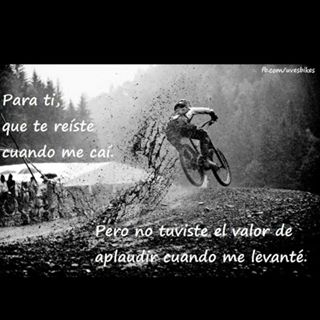 fb.com/uvesbikes
Para ti,
que te reíste
cuando me caí.
Pero no tuviste el valor de
aplaudir cuando me levanté.